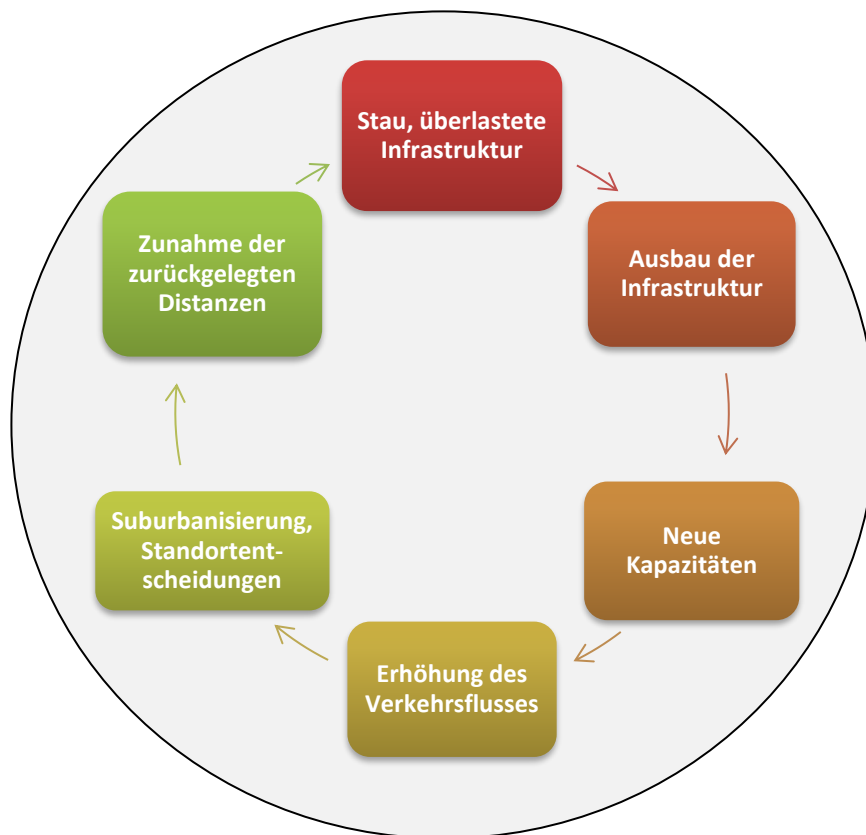 Stau, überlastete
Infrastruktur
Ausbau der
Infrastruktur
Neue
Kapazitäten
Erhöhung des
Verkehrsflusses
Suburbanisierung,
Standortent-
scheidungen
Zunahme der
zurückgelegten
Distanzen